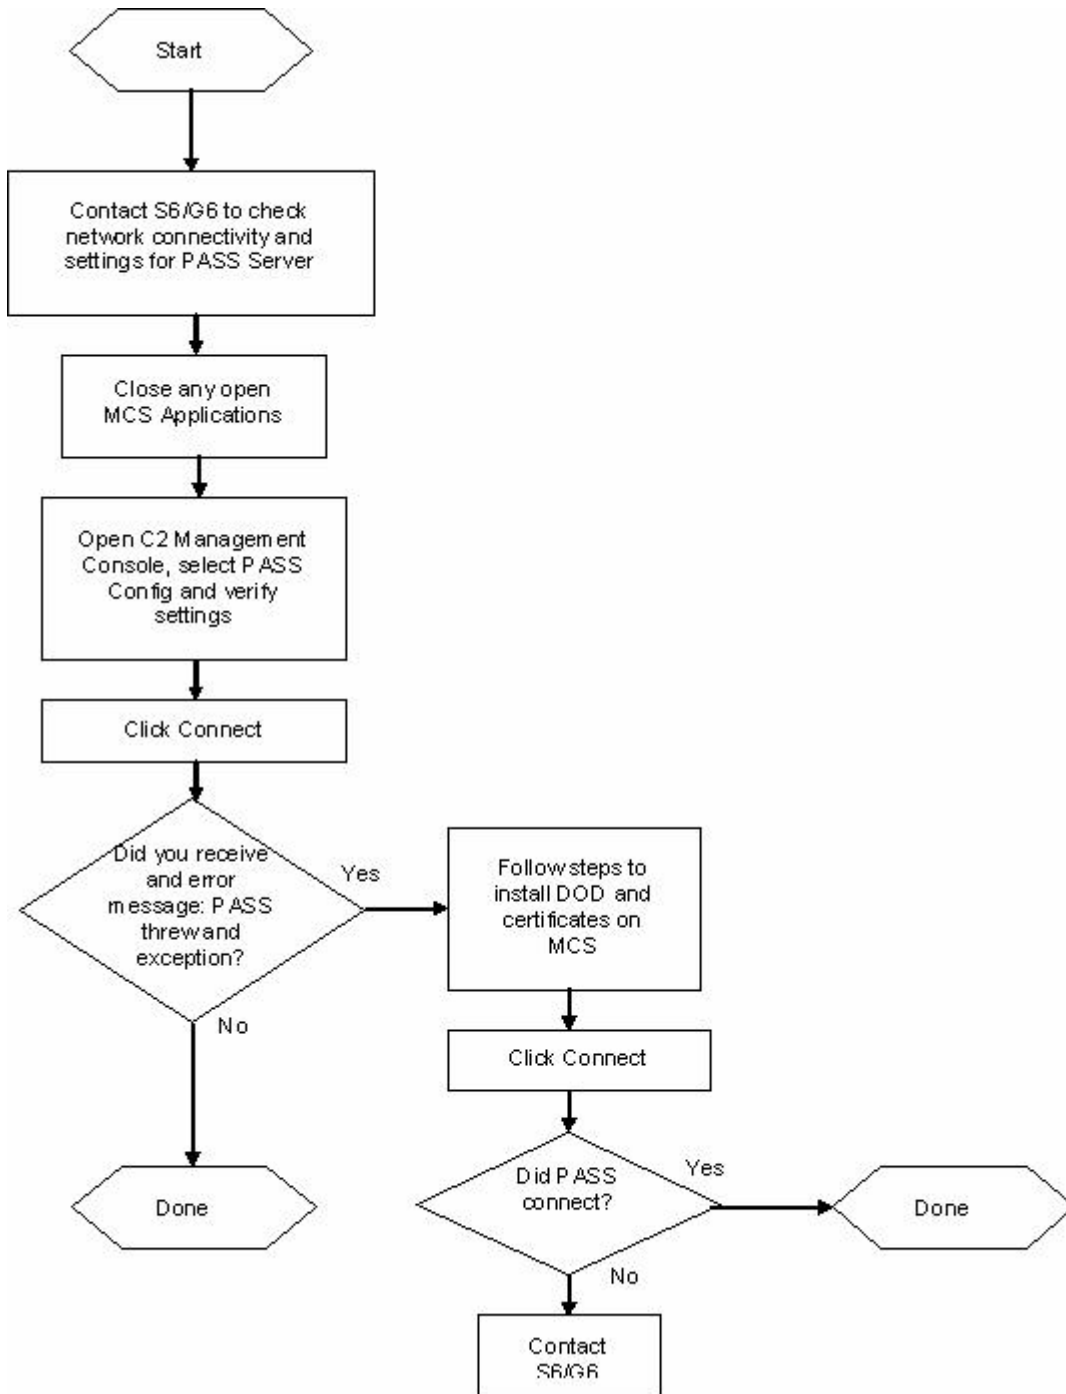 Start
Contact S6/G6 to check
network connectivity and
settings for PASS Server
Close any open
MCS Applications
Open C2 Management
Console, select PASS
Config and verify
settings
Click Connect
Did you receive
and error
message: PASS
threw and
exception?
Yes
No
Follow steps to
install DOD and
certificates on
MCS
Click Connect
Did PASS
connect?
Yes
No
Done
Done
Contact
S6/G6